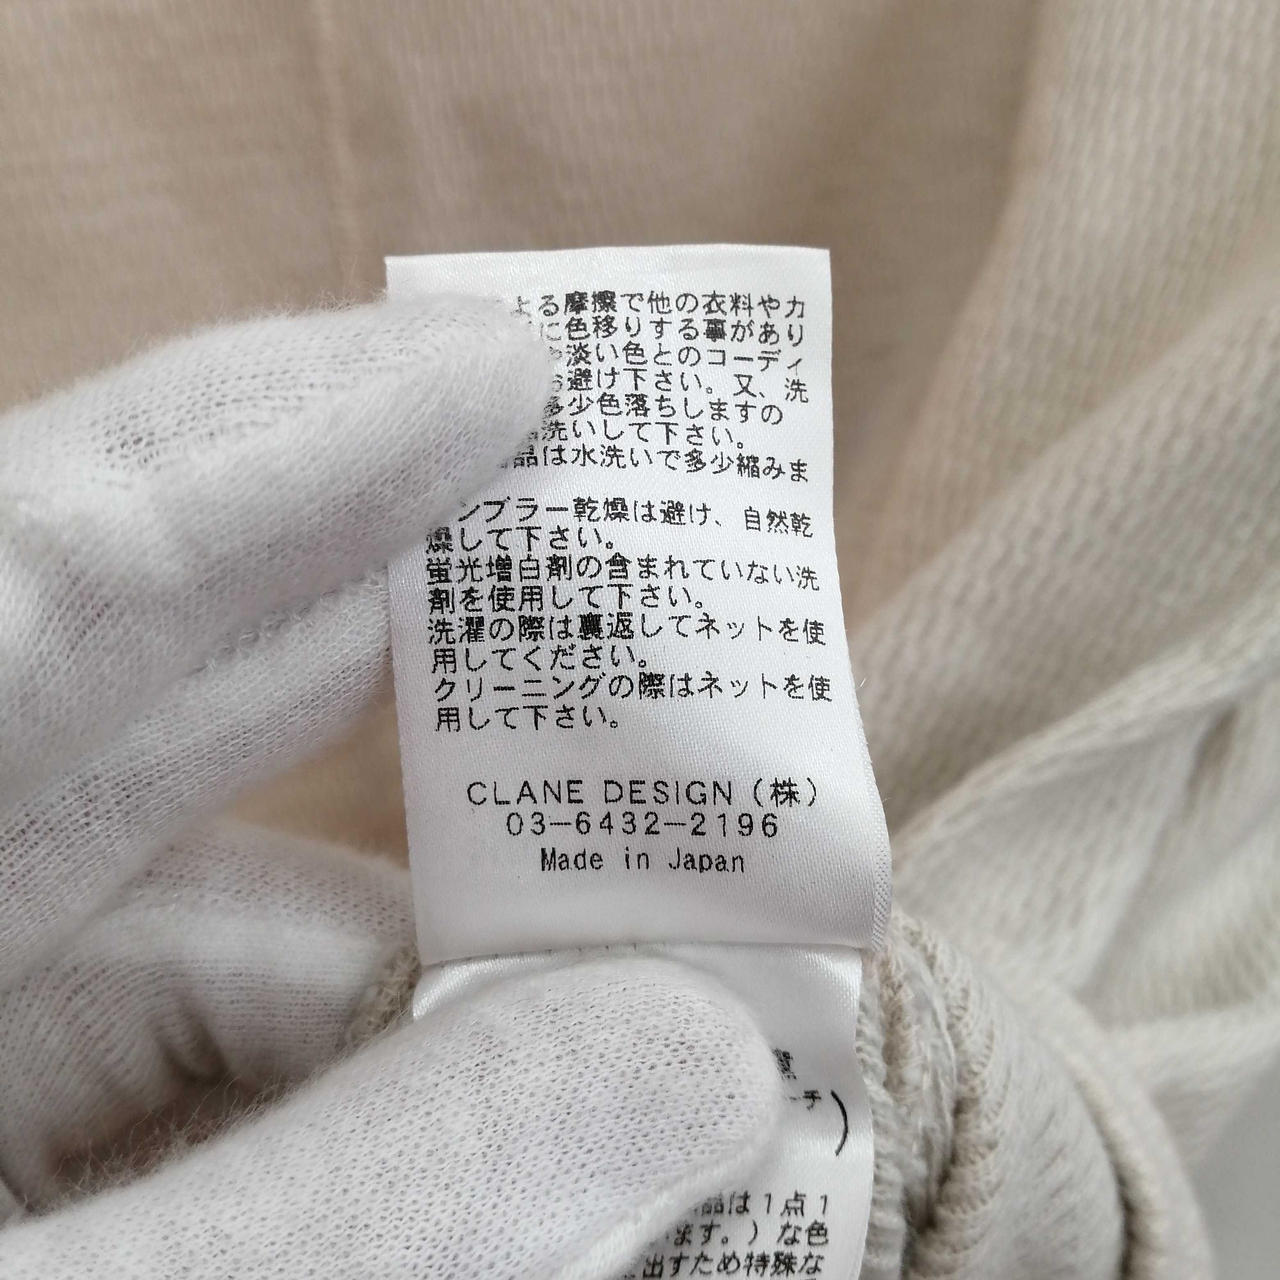 よる摩擦で他の衣料やカ
に色移りする事があり
淡い色とのコーディ
避け下さい。又、洗
多少色落ちしますの
洗いして下さい。
品は水洗いで多少縮みま
ンブラー乾燥は避け、自然乾
燥して下さい。
蛍光増白剤の含まれていない洗
剤を使用して下さい。
洗濯の際は裏返してネットを使
用してください。
クリーニングの際はネットを使
用して下さい。
CLANE DESIGN（株）
03-6432-2196
Made in Japan
チ
)
品は１点１
ます。）な色
出すため特殊な